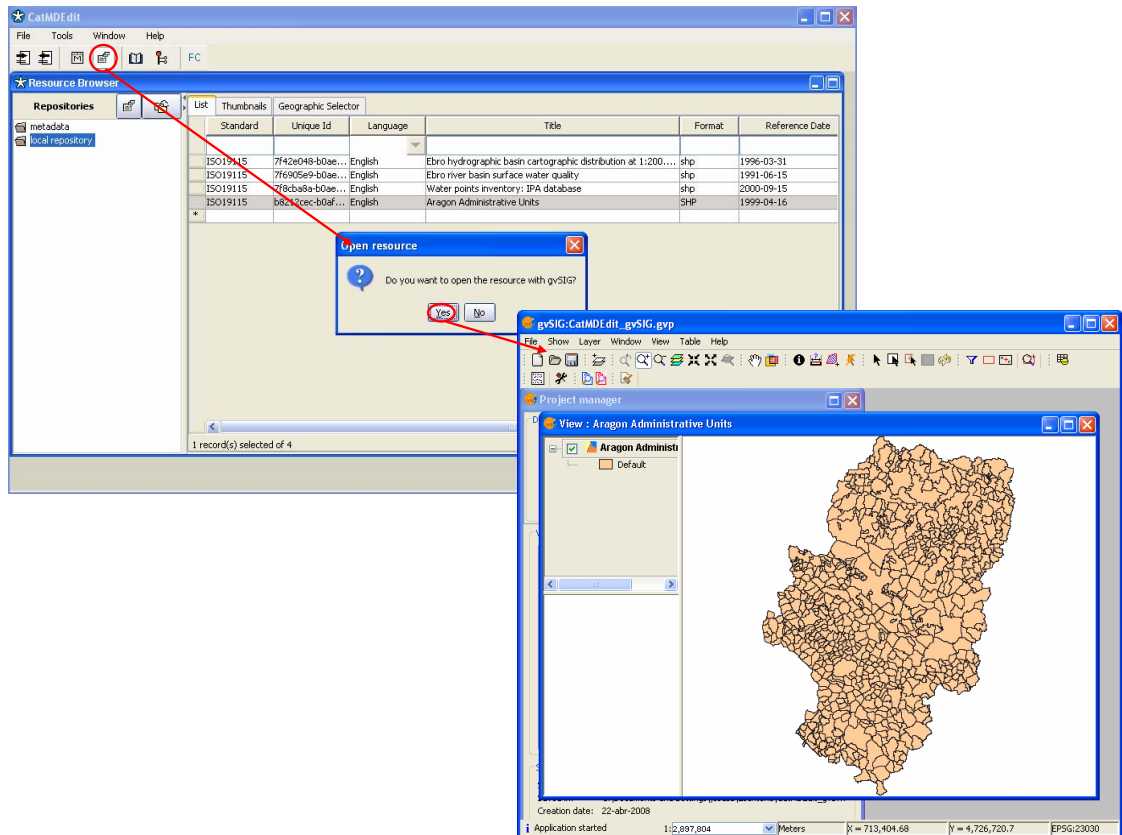 CatMDEdit
File Tools Window Help
FC
Resource Browser
Repositories
metadata
local repository
List Thumbnails Geographic Selector
Standard Unique Id Language Title Format Reference Date
ISO19115 7f42e048-b0ae... English Ebro hydrographic basin cartographic distribution at 1:200.... shp 1996-03-31
ISO19115 7f6905e9-b0ae... English Ebro river basin surface water quality shp 1991-06-15
ISO19115 7f8cba8a-b0ae... English Water points inventory: IPA database shp 2000-09-15
ISO19115 b8212cec-b0af... English Aragon Administrative Units SHP 1999-04-16
*
1 record(s) selected of 4
Open resource
Do you want to open the resource with gvSIG?
Yes No
gvSIG:CatMDEdit_gvSIG.gvp
File Show Layer Window View Table Help
Project manager
View : Aragon Administrative Units
Aragon Administ
Default
Creation date: 22-abr-2008
Application started 1:2,897,804 Meters X = 713,404.68 Y = 4,726,720.7 EPSG:23030